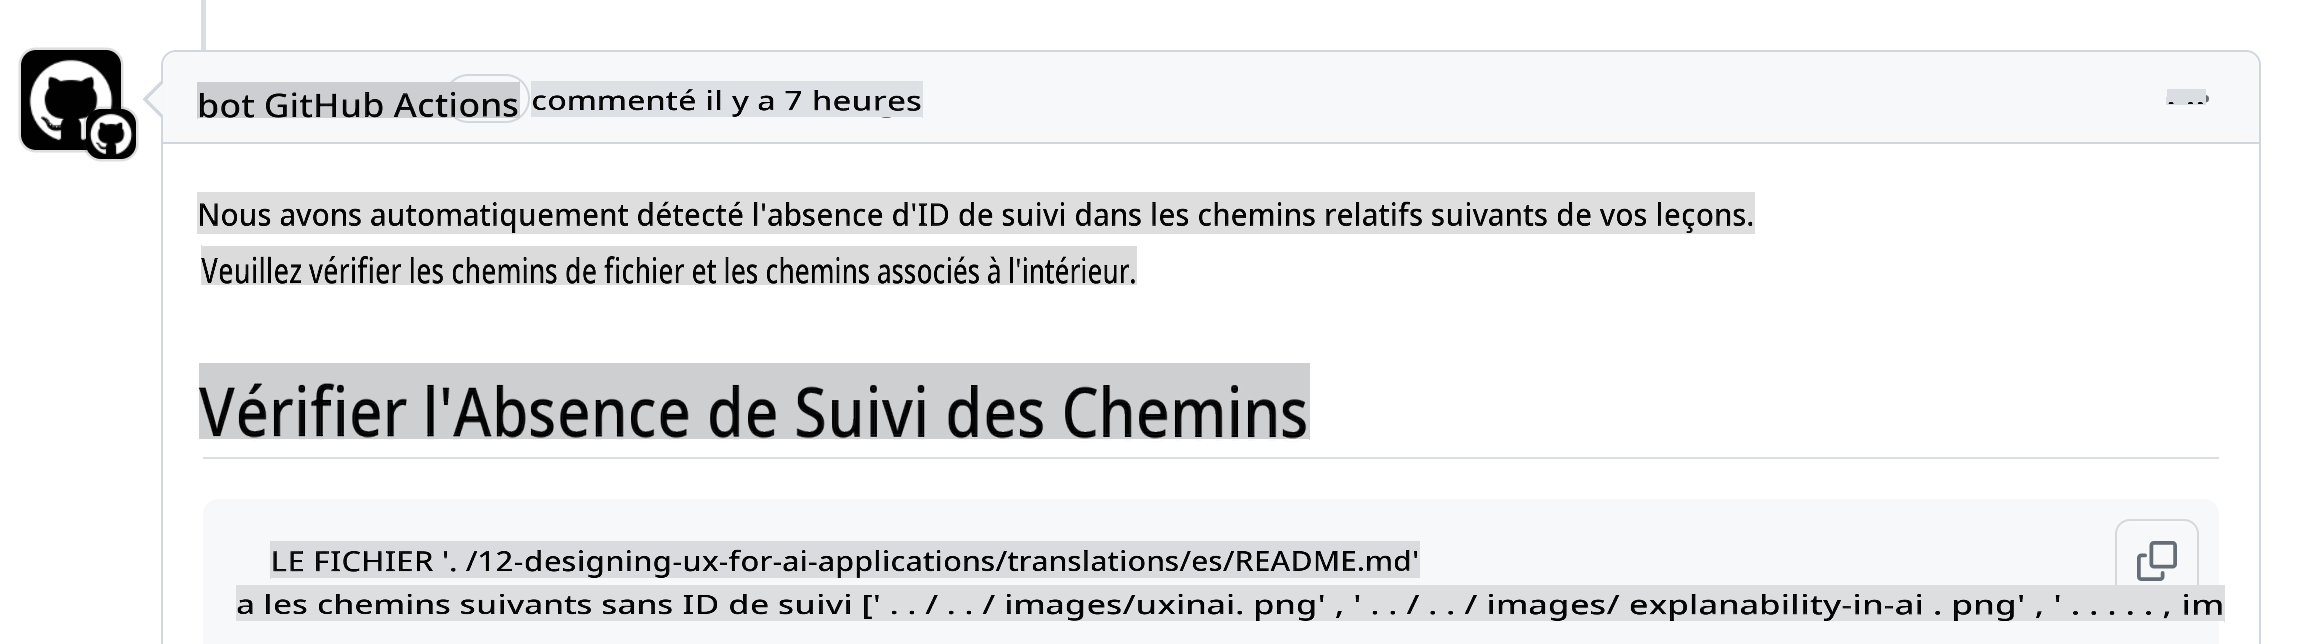 bot GitHub Actions commenté il y a 7 heures
Nous avons automatiquement détecté l'absence d'ID de suivi dans les chemins relatifs suivants de vos leçons.
Veuillez vérifier les chemins de fichier et les chemins associés à l'intérieur.
Vérifier l'Absence de Suivi des Chemins
LE FICHIER '. /12-designing-ux-for-ai-applications/translations/es/README.md'
a les chemins suivants sans ID de suivi [' . . / . . / images/uxinai. png' , ' . . / . . / images/ explanability-in-ai . png' , ' . . . . . , im